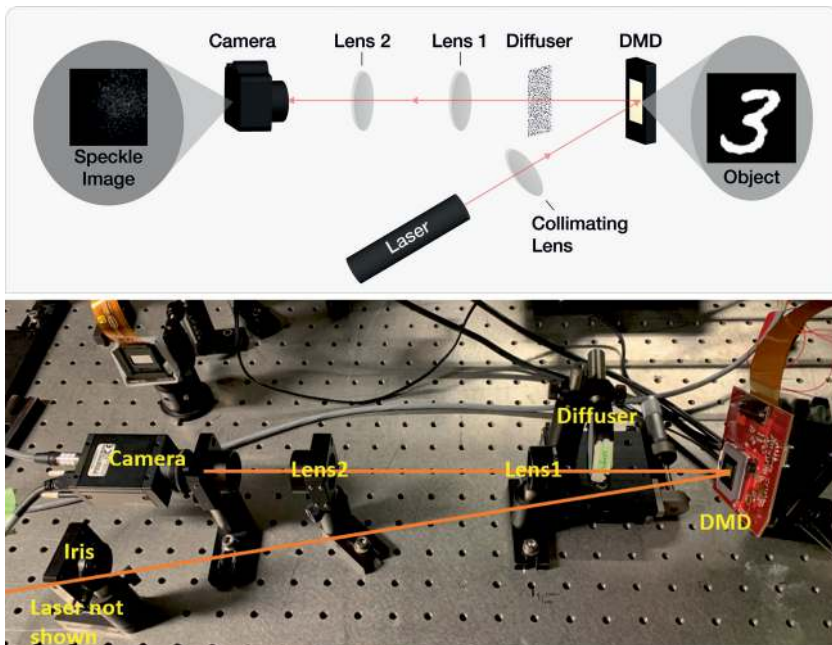 Camera
Lens 2
Lens 1
Diffuser
DMD
Speckle
Image
Object
Laser
Collimating
Lens
Diffuser
Camera
Lens2
Lens1
DMD
Iris
Laser not
shown